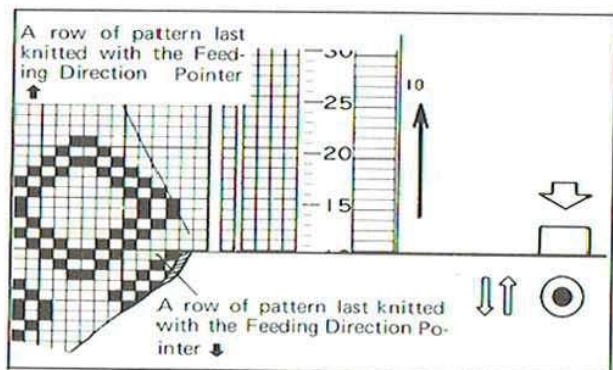 A row of pattern last
knitted with the Feed-
ing Direction Pointer
⬆
30
25
20
15
10
A row of pattern last knitted
with the Feeding Direction Po-
inter ⬇